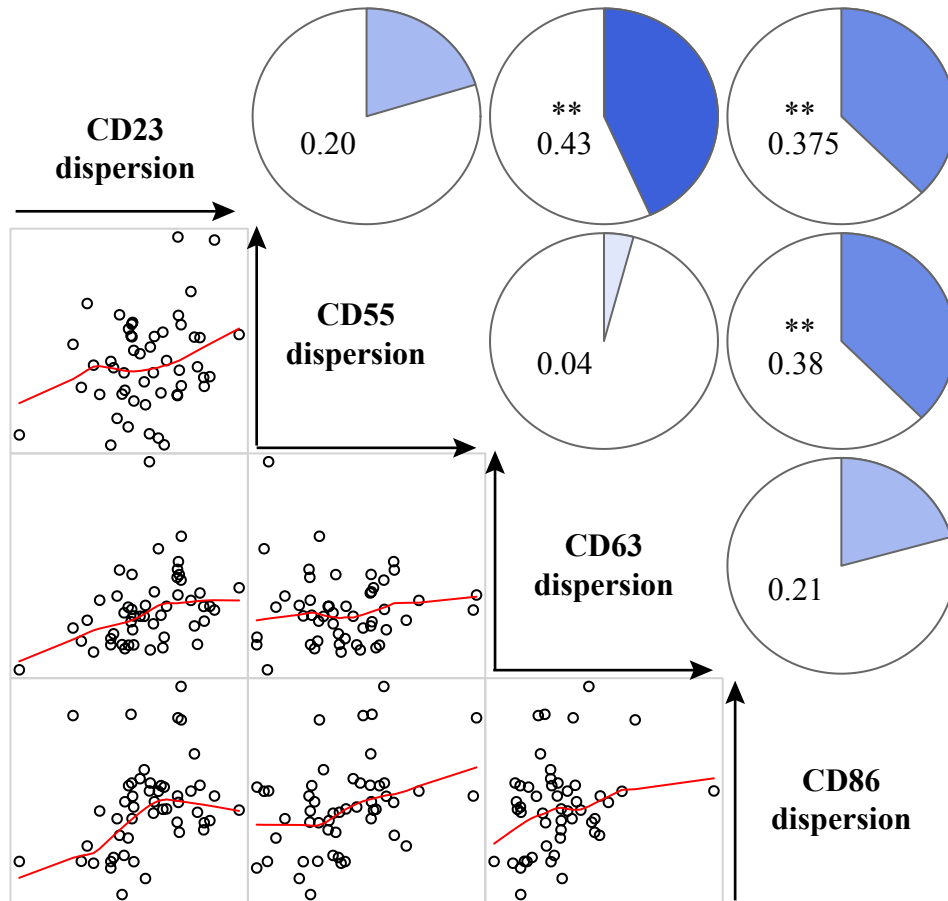 **
**
CD23
0.20
0.43
0.375
dispersion
CD55
**
dispersion
0.04
0.38
CD63
dispersion
0.21
CD86
dispersion